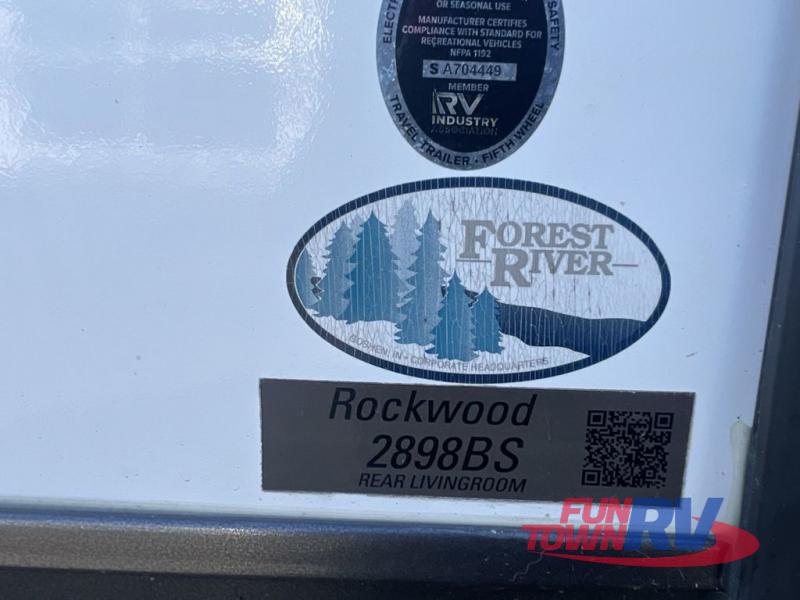 OR SEASONAL USE
MANUFACTURER CERTIFIES
COMPLIANCE WITH STANDARD FOR
RECREATIONAL VEHICLES
NFPA 1192
S A704449
MEMBER
RV
INDUSTRY
ASSOCIATION
TRAVEL TRAILER • FIFTH WHEEL
SAFETY
FOREST
RIVER
GOSHEN, IN • CORPORATE HEADQUARTERS
Rockwood
2898BS
REAR LIVINGROOM
FUN
TOWN
RV